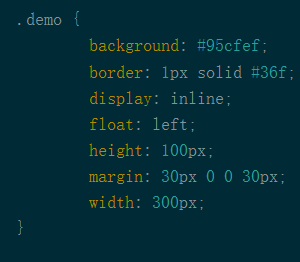 .demo {
background: #95cfef;
border: 1px solid #36f;
display: inline;
float: left;
height: 100px;
margin: 30px 0 0 30px;
width: 300px;
}